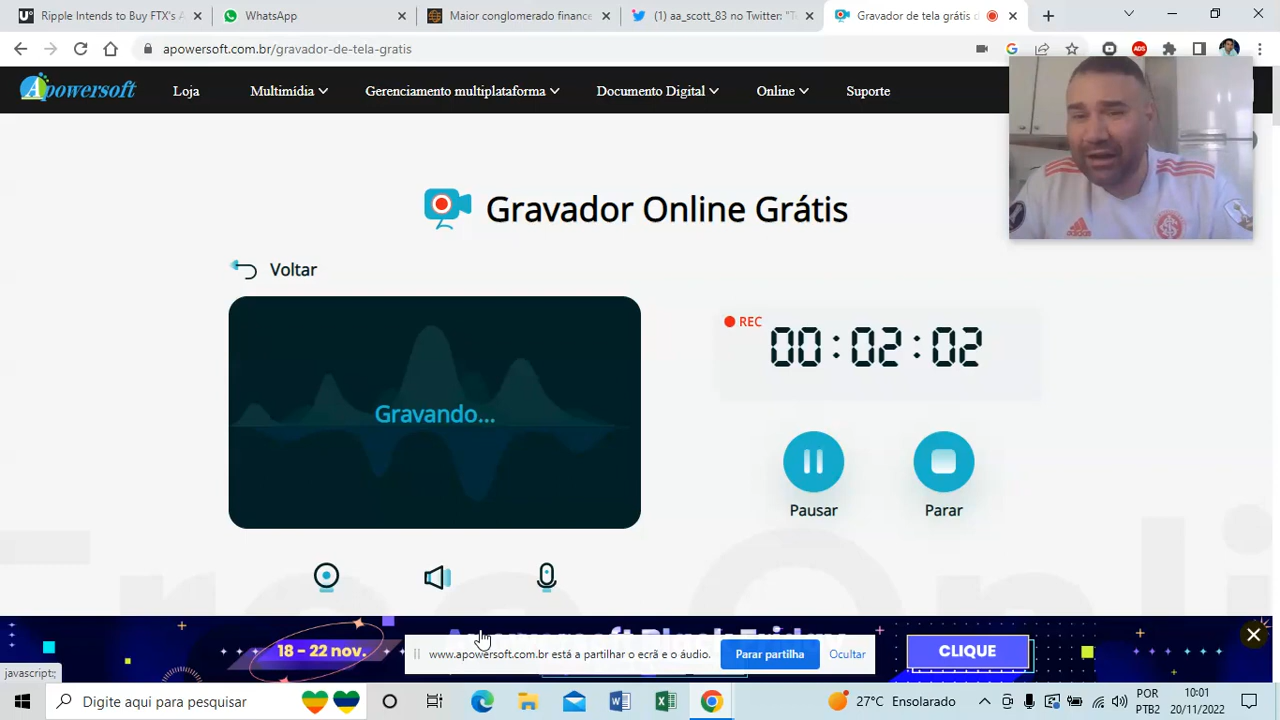 Ripple Intends to Buy FTX's A
WhatsApp
Maior conglomerado finance
(1) aa_scott_83 no Twitter: "T
Gravador de tela grátis o
apowersoft.com.br/gravador-de-tela-gratis
ADS
Apowersoft
Loja
Multimídia
Gerenciamento multiplataforma
Documento Digital
Online
Suporte
Gravador Online Grátis
Voltar
Gravando...
REC
00:02:02
Pausar
Parar
18 - 22 nov.
www.apowersoft.com.br está a partilhar o ecrã e o áudio.
Parar partilha
Ocultar
CLIQUE
javascript:;
Digite aqui para pesquisar
27°C Ensolarado
POR
PTB2
10:01
20/11/2022